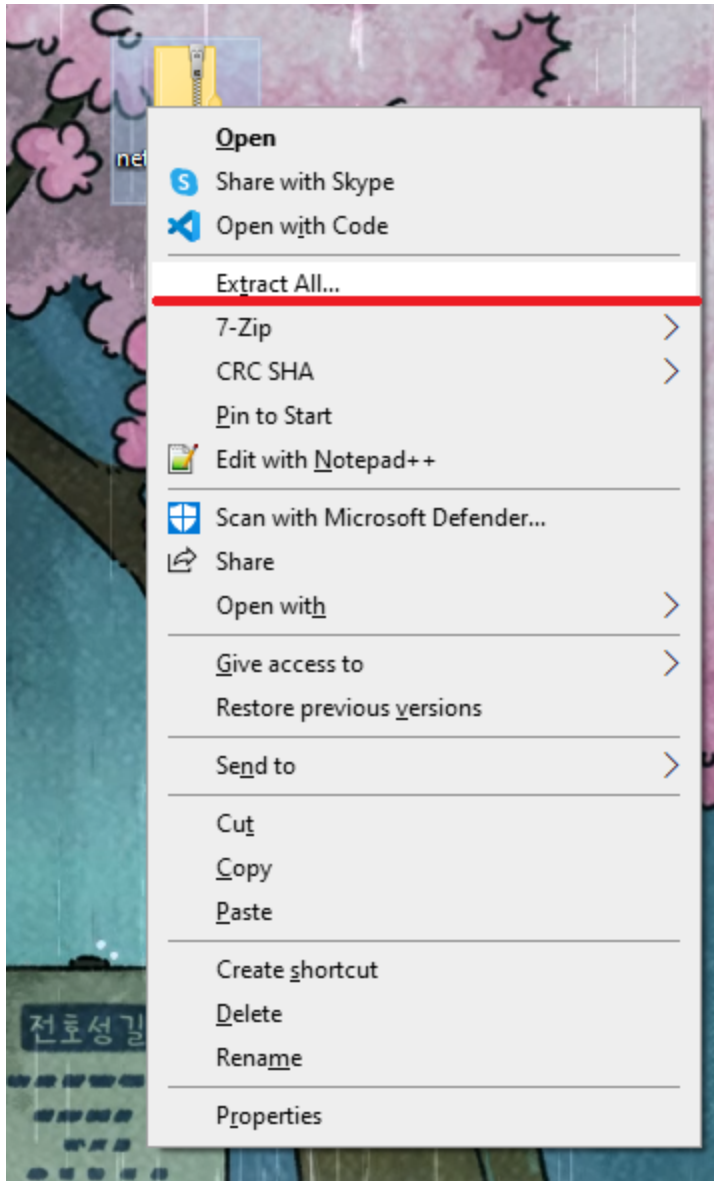 Open
Share with Skype
Open with Code
Extract All...
7-Zip
CRC SHA
Pin to Start
Edit with Notepad++
Scan with Microsoft Defender...
Share
Open with
Give access to
Restore previous versions
Send to
Cut
Copy
Paste
Create shortcut
Delete
Rename
Properties
전호성길